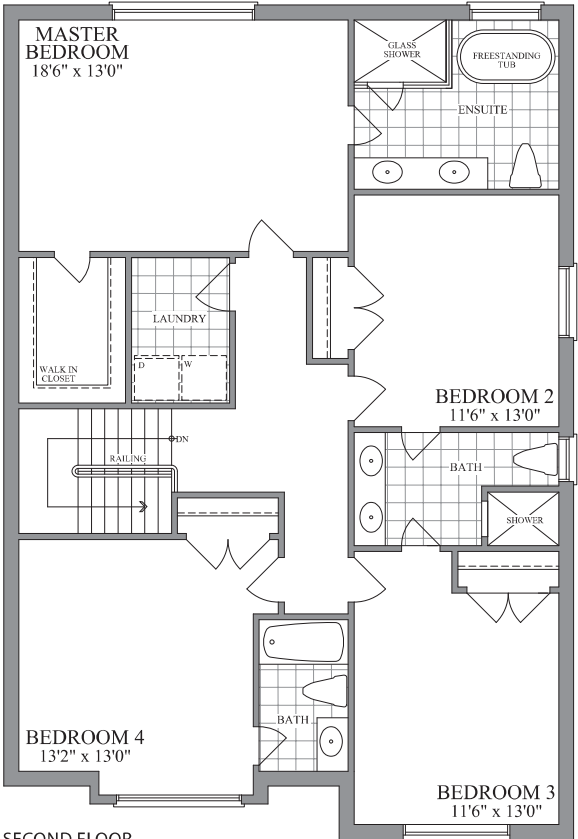 MASTER
BEDROOM
18'6" x 13'0"
GLASS
SHOWER
FREESTANDING
TUB
ENSUITE
LAUNDRY
D
W
WALK IN
CLOSET
BEDROOM 2
11'6" x 13'0"
DN
RAILING
BATH
SHOWER
BATH
BEDROOM 4
13'2" x 13'0"
BEDROOM 3
11'6" x 13'0"
SECOND FLOOR